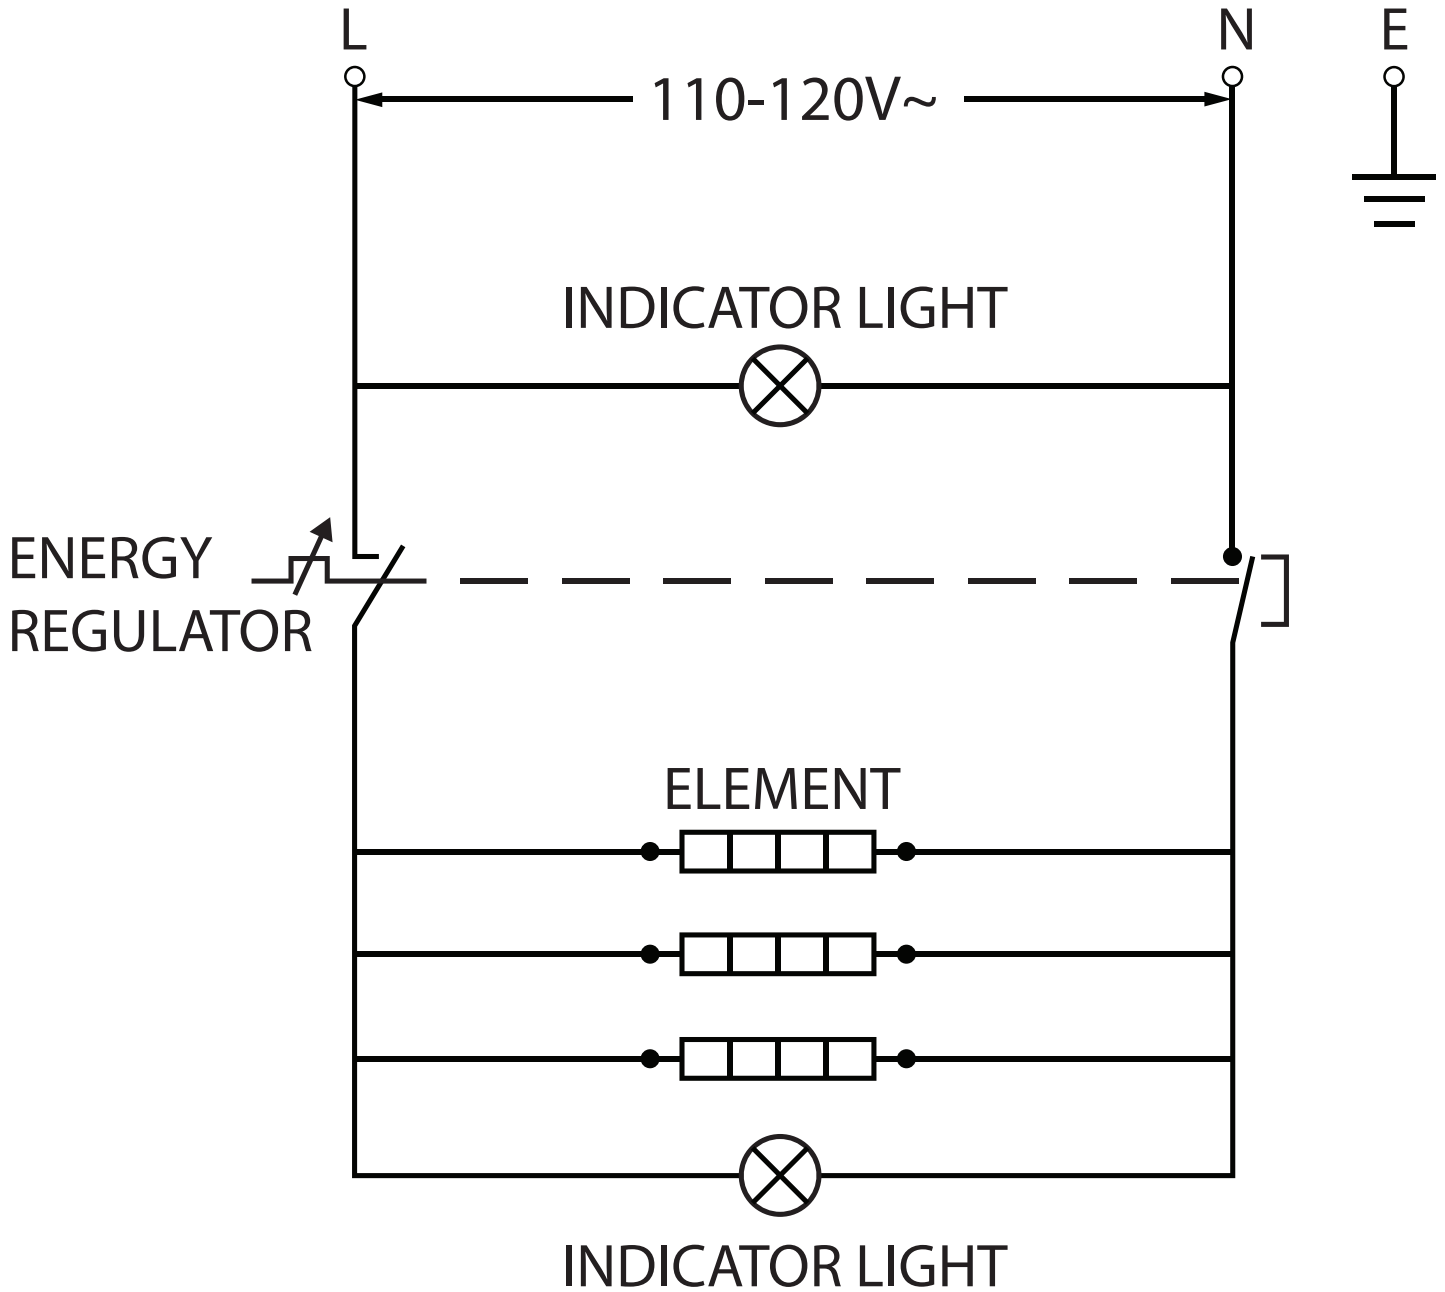 L N E
110-120V~
INDICATOR LIGHT
ENERGY
REGULATOR
ELEMENT
INDICATOR LIGHT